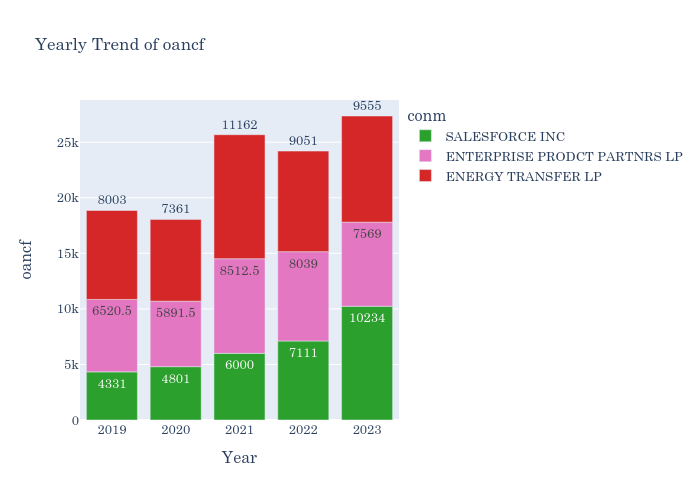 Yearly Trend of oancf
conm
SALESFORCE INC
ENTERPRISE PRODCT PARTNRS LP
ENERGY TRANSFER LP
oancf
25k
20k
15k
10k
5k
0
8003
7361
11162
9051
9555
6520.5
5891.5
8512.5
8039
7569
4331
4801
6000
7111
10234
2019
2020
2021
2022
2023
Year